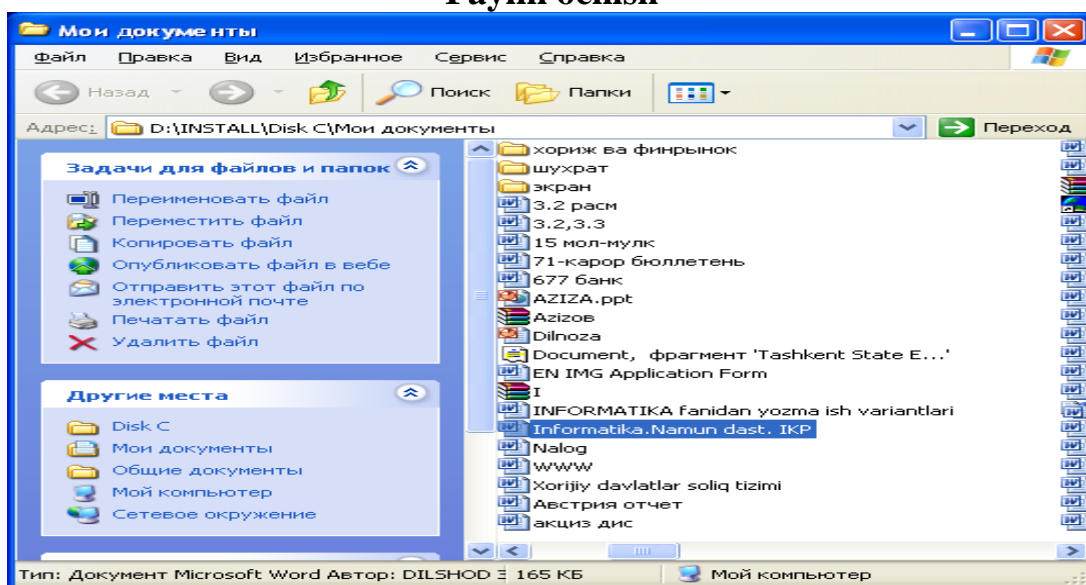 Faylni ochish
Мои документы
Файл Правка Вид Избранное Сервис Справка
Назад Поиск Папки
Адрес: D:\INSTALL\Disk C\Мои документы Переход
Задачи для файлов и папок
Переименовать файл
Переместить файл
Копировать файл
Опубликовать файл в вебе
Отправить этот файл по
электронной почте
Печатать файл
Удалить файл
Другие места
Disk C
Мои документы
Общие документы
Мой компьютер
Сетевое окружение
хориж ва финрынок
шухрат
экран
3.2 расм
3.2,3.3
15 мол-мулк
71-карор бюллетень
677 банк
AZIZA.ppt
Азизов
Dilnoza
Document, фрагмент 'Tashkent State E...'
EN IMG Application Form
I
INFORMATIKA fanidan yozma ish variantlari
Informatika.Namun dast. IKP
Nalog
WWW
Xorijiy davlatlar soliq tizimi
Австрия отчет
акциз дис
Тип: Документ Microsoft Word Автор: DILSHOD 165 КБ Мой компьютер